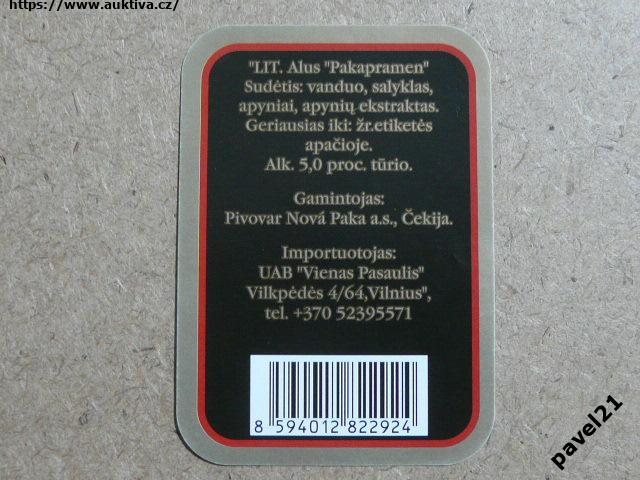 https://www.auktiva.cz/
"LIT. Alus "Pakapramen"
Sudėtis: vanduo, salyklas,
apyniai, apynių ekstraktas.
Geriausias iki: žr.etiketės
apačioje.
Alk. 5,0 proc. tūrio.
Gamintojas:
Pivovar Nová Paka a.s., Čekija.
Importuotojas:
UAB "Vienas Pasaulis"
Vilkpėdės 4/64,Vilnius",
tel. +370 52395571
8 594012 822924
pavel21